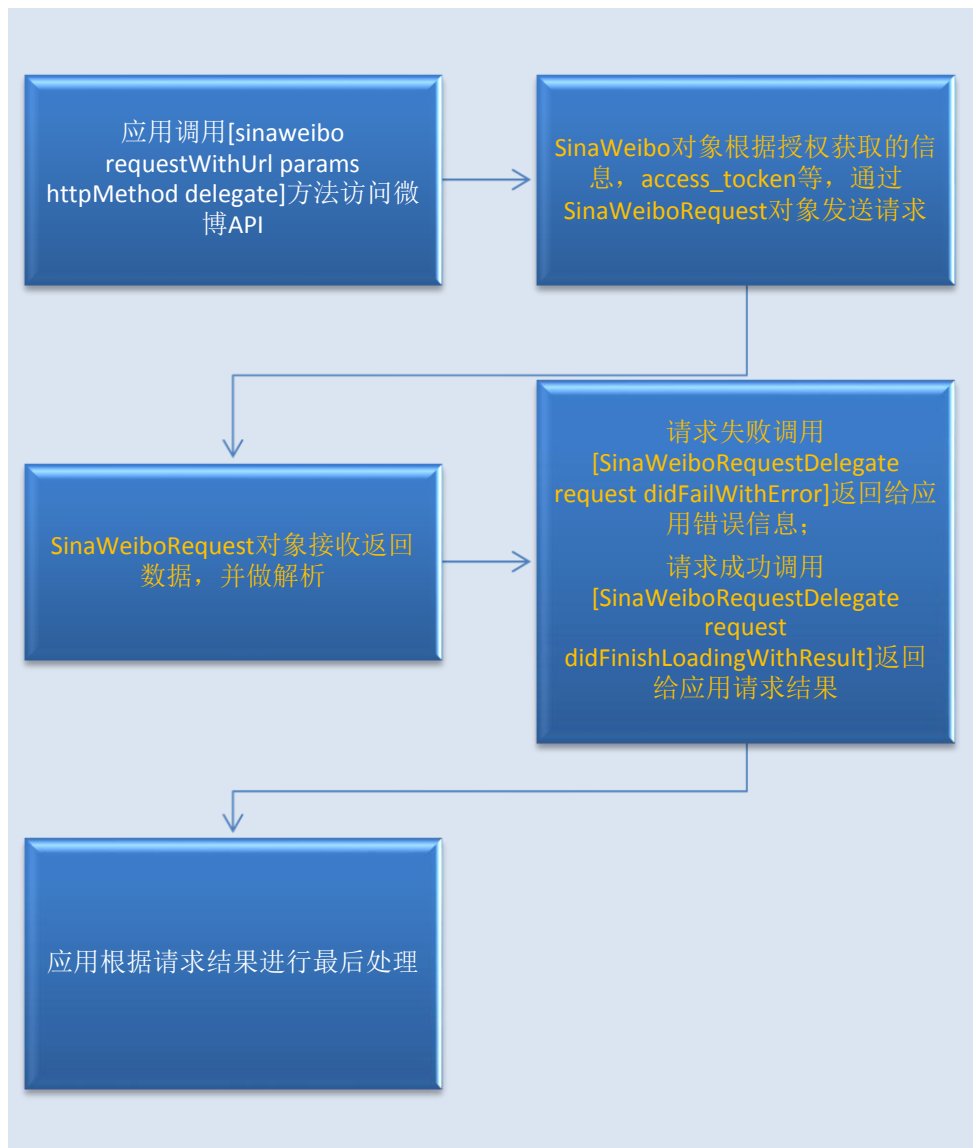 应用调用[sinaweibo
requestWithUrl params
httpMethod delegate]方法访问微
博API
SinaWeibo对象根据授权获取的信
息，access_tocken等，通过
SinaWeiboRequest对象发送请求
SinaWeiboRequest对象接收返回
数据，并做解析
请求失败调用
[SinaWeiboRequestDelegate
request didFailWithError]返回给应
用错误信息；
请求成功调用
[SinaWeiboRequestDelegate
request
didFinishLoadingWithResult]返回
给应用请求结果
应用根据请求结果进行最后处理